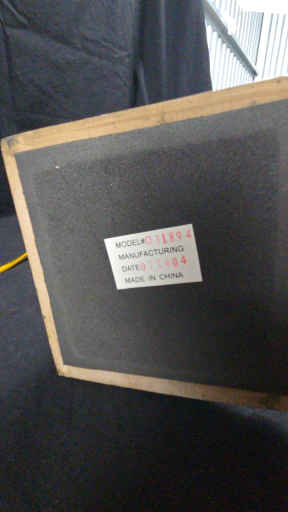 MODEL#
MANUFACTURING
DATE
MADE IN CHINA